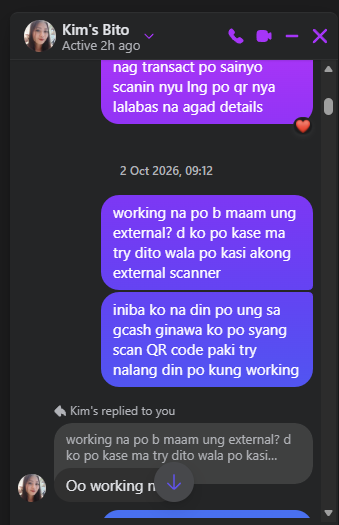 Kim's Bito
Active 2h ago
nag transact po sainyo
scanin nyu lng po qr nya
lalabas na agad details
2 Oct 2026, 09:12
working na po b maam ung
external? d ko po kase ma
try dito wala po kasi akong
external scanner
iniba ko na din po ung sa
gcash ginawa ko po syang
scan QR code paki try
nalang din po kung working
Kim's replied to you
working na po b maam ung external? d
ko po kase ma try dito wala po kasi...
Oo working